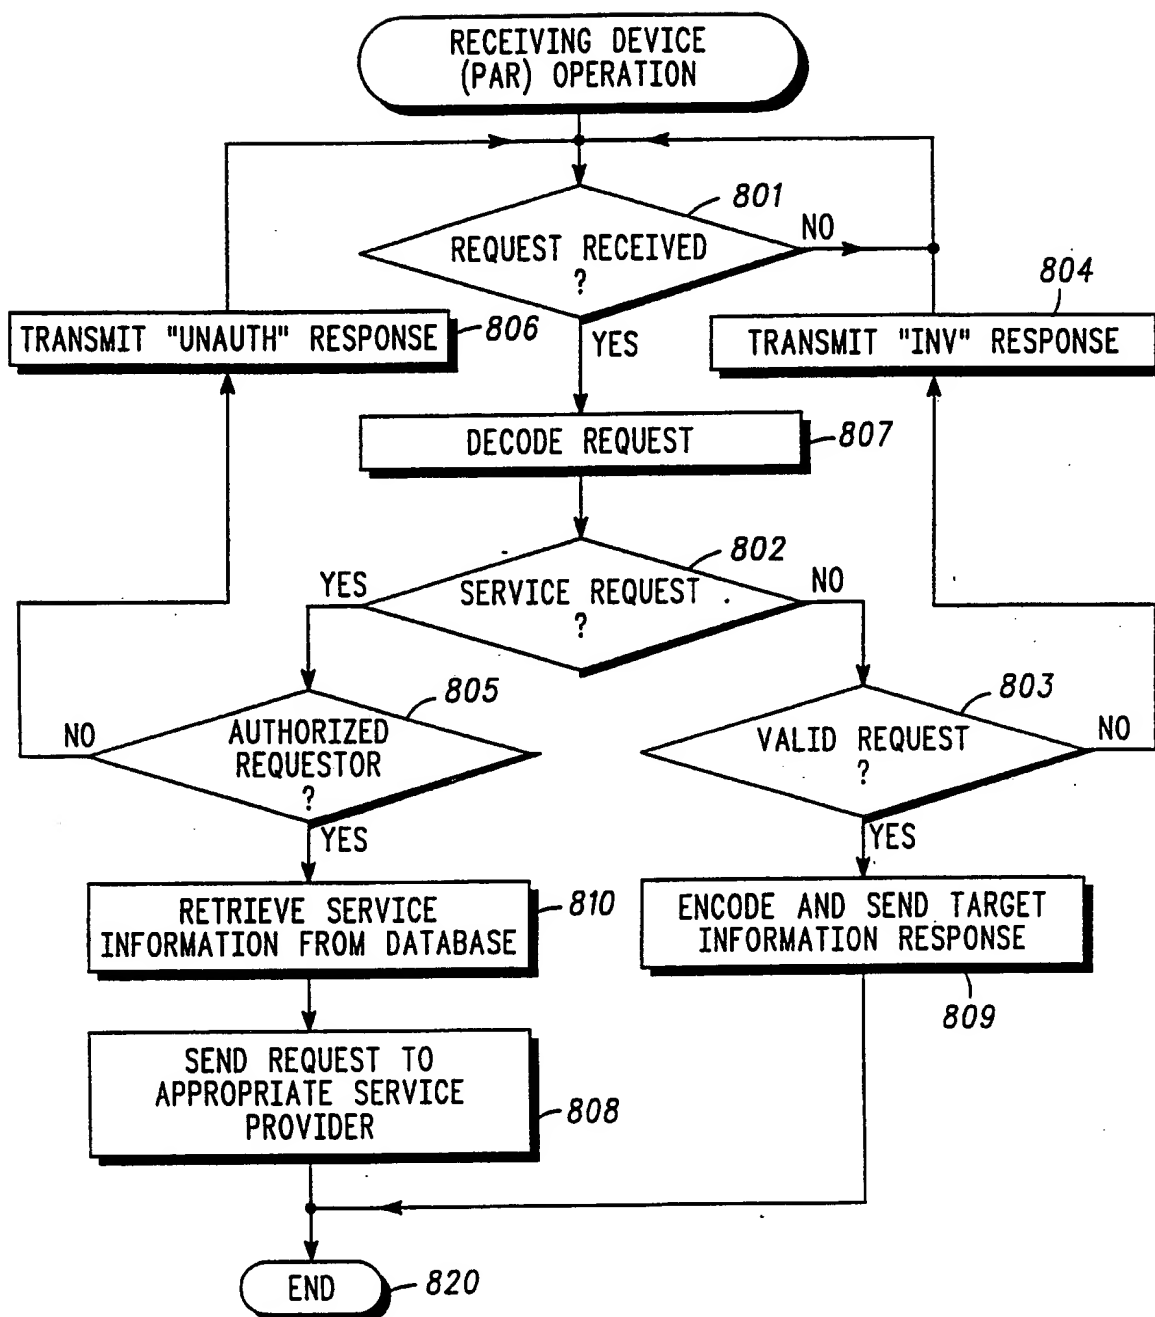 RECEIVING DEVICE
(PAR) OPERATION
801
REQUEST RECEIVED
?
NO
YES
804
TRANSMIT "UNAUTH" RESPONSE
806
TRANSMIT "INV" RESPONSE
DECODE REQUEST
807
802
YES
SERVICE REQUEST
?
NO
805
AUTHORIZED
REQUESTOR
?
NO
YES
803
VALID REQUEST
?
NO
YES
RETRIEVE SERVICE
INFORMATION FROM DATABASE
810
ENCODE AND SEND TARGET
INFORMATION RESPONSE
809
SEND REQUEST TO
APPROPRIATE SERVICE
PROVIDER
808
END
820